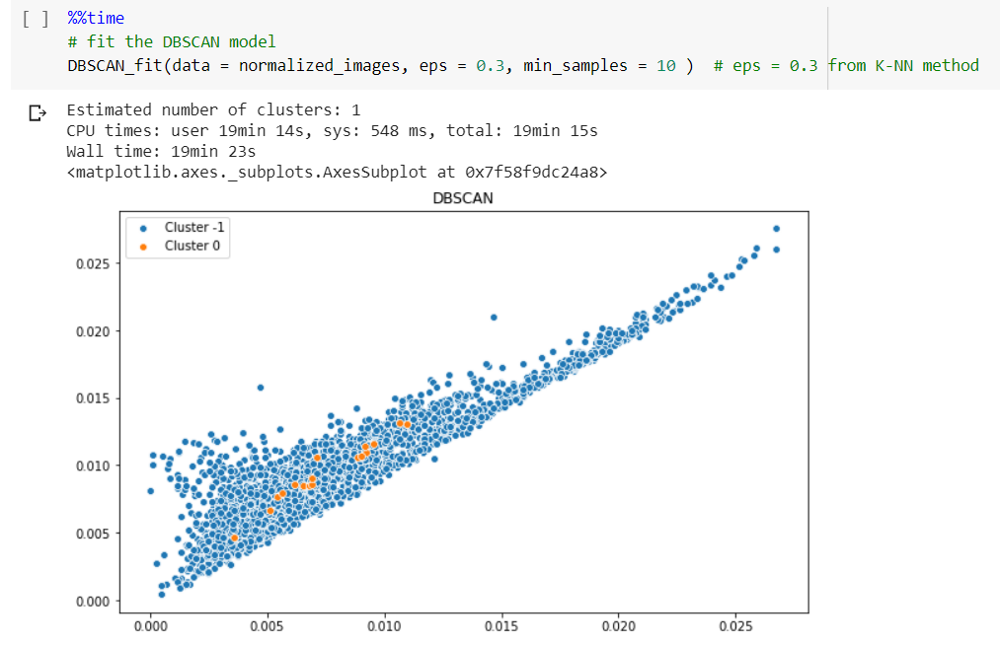 [ ] %%time
# fit the DBSCAN model
DBSCAN_fit(data = normalized_images, eps = 0.3, min_samples = 10 )  # eps = 0.3 from K-NN method
Estimated number of clusters: 1
CPU times: user 19min 14s, sys: 548 ms, total: 19min 15s
Wall time: 19min 23s
<matplotlib.axes._subplots.AxesSubplot at 0x7f58f9dc24a8>
DBSCAN
Cluster -1
Cluster 0
0.025
0.020
0.015
0.010
0.005
0.000
0.000 0.005 0.010 0.015 0.020 0.025